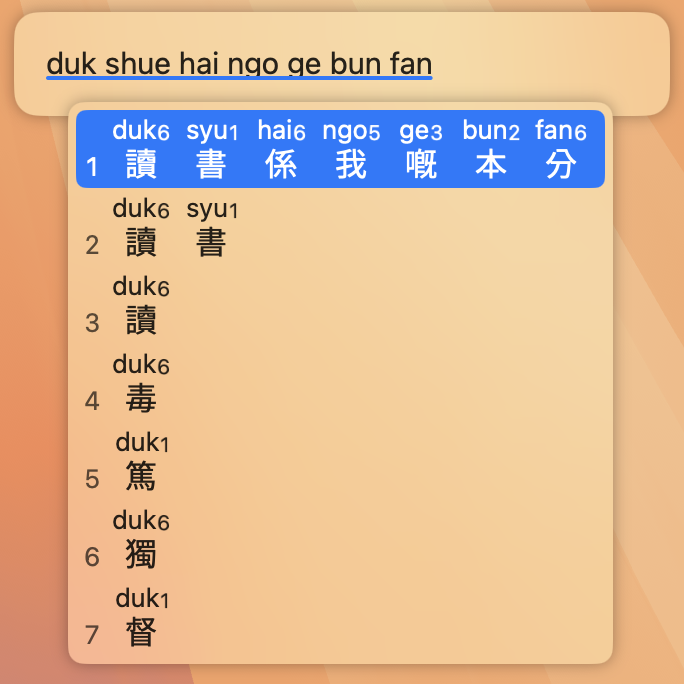 duk shue hai ngo ge bun fan
duk6 syu1 hai6 ngo5 ge3 bun2 fan6
1 讀 書 係 我 嘅 本 分
duk6 syu1
2 讀 書
duk6
3 讀
duk6
4 毒
duk1
5 篤
duk6
6 獨
duk1
7 督